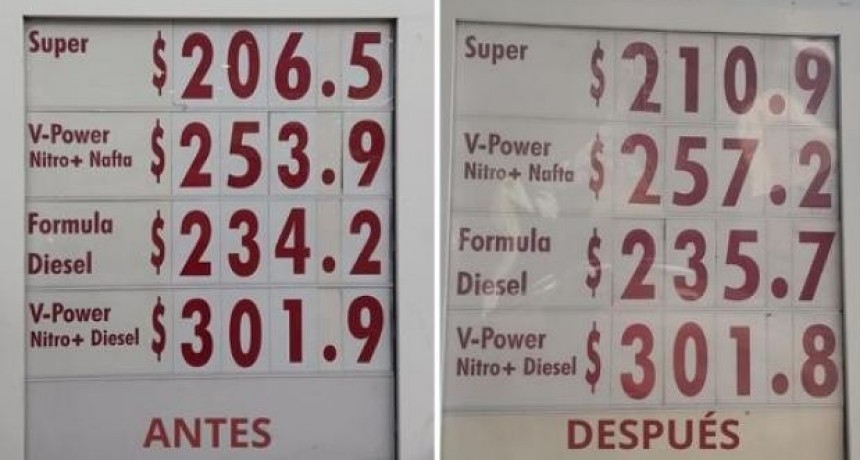 Super $ 206.5
V-Power
Nitro+ Nafta $ 253.9
Formula
Diesel $ 234.2
V-Power
Nitro+ Diesel $ 301.9
ANTES
Super $ 210.9
V-Power
Nitro+ Nafta $ 257.2
Formula
Diesel $ 235.7
V-Power
Nitro+ Diesel $ 301.8
DESPUÉS